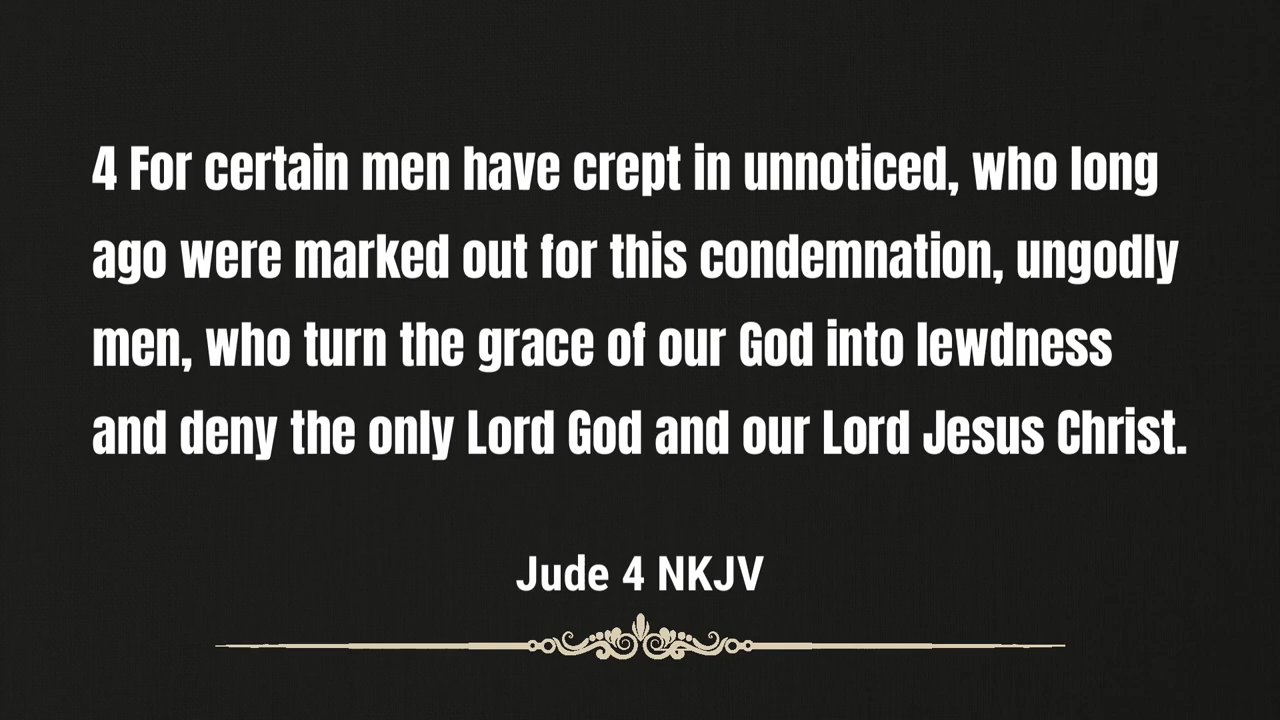 4 For certain men have crept in unnoticed, who long
ago were marked out for this condemnation, ungodly
men, who turn the grace of our God into lewdness
and deny the only Lord God and our Lord Jesus Christ.
Jude 4 NKJV